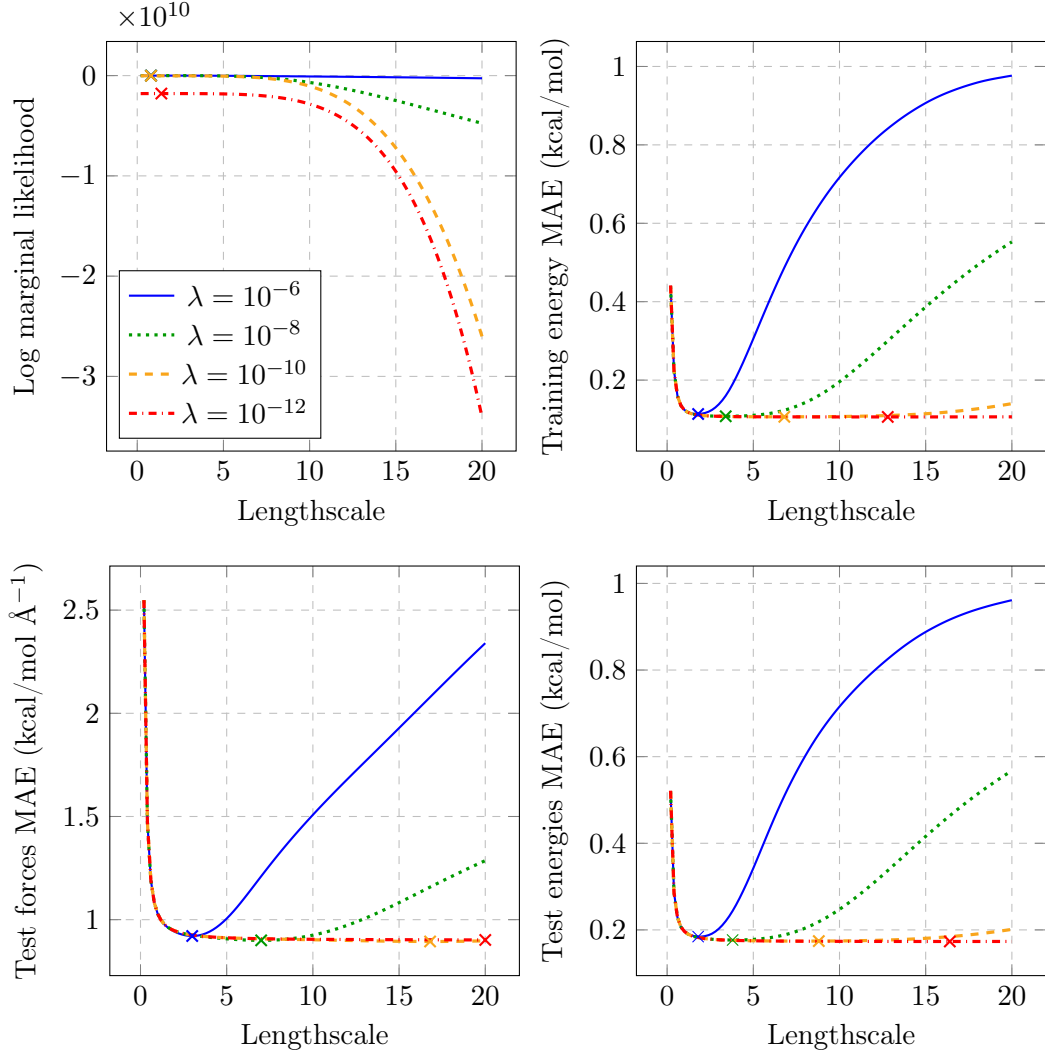 ×10^10
Log marginal likelihood
0
−1
−2
−3
λ = 10^−6
λ = 10^−8
λ = 10^−10
λ = 10^−12
0 5 10 15 20
Lengthscale
Training energy MAE (kcal/mol)
1
0.8
0.6
0.4
0.2
0 5 10 15 20
Lengthscale
Test forces MAE (kcal/mol Å^−1)
2.5
2
1.5
1
0 5 10 15 20
Lengthscale
Test energies MAE (kcal/mol)
1
0.8
0.6
0.4
0.2
0 5 10 15 20
Lengthscale